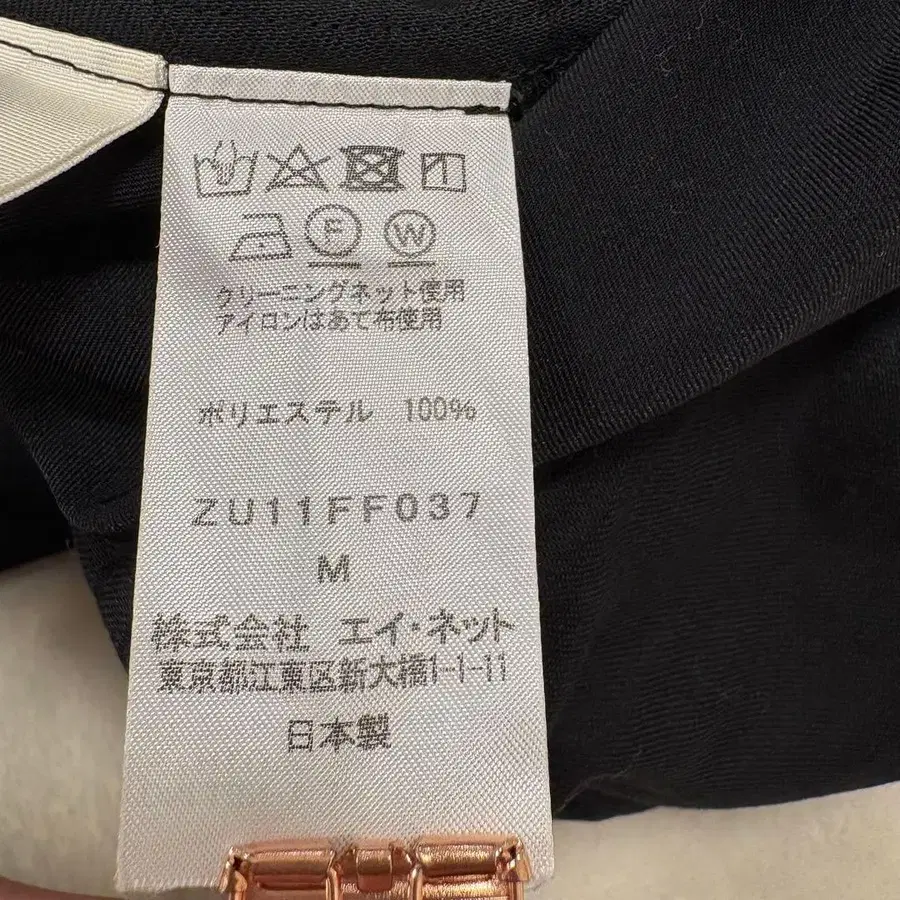 F W
クリーニングネット使用
アイロンはあて布使用
ポリエステル 100%
ZU11FF037
M
株式会社 エイ・ネット
東京都江東区新大橋1-1-11
日本製